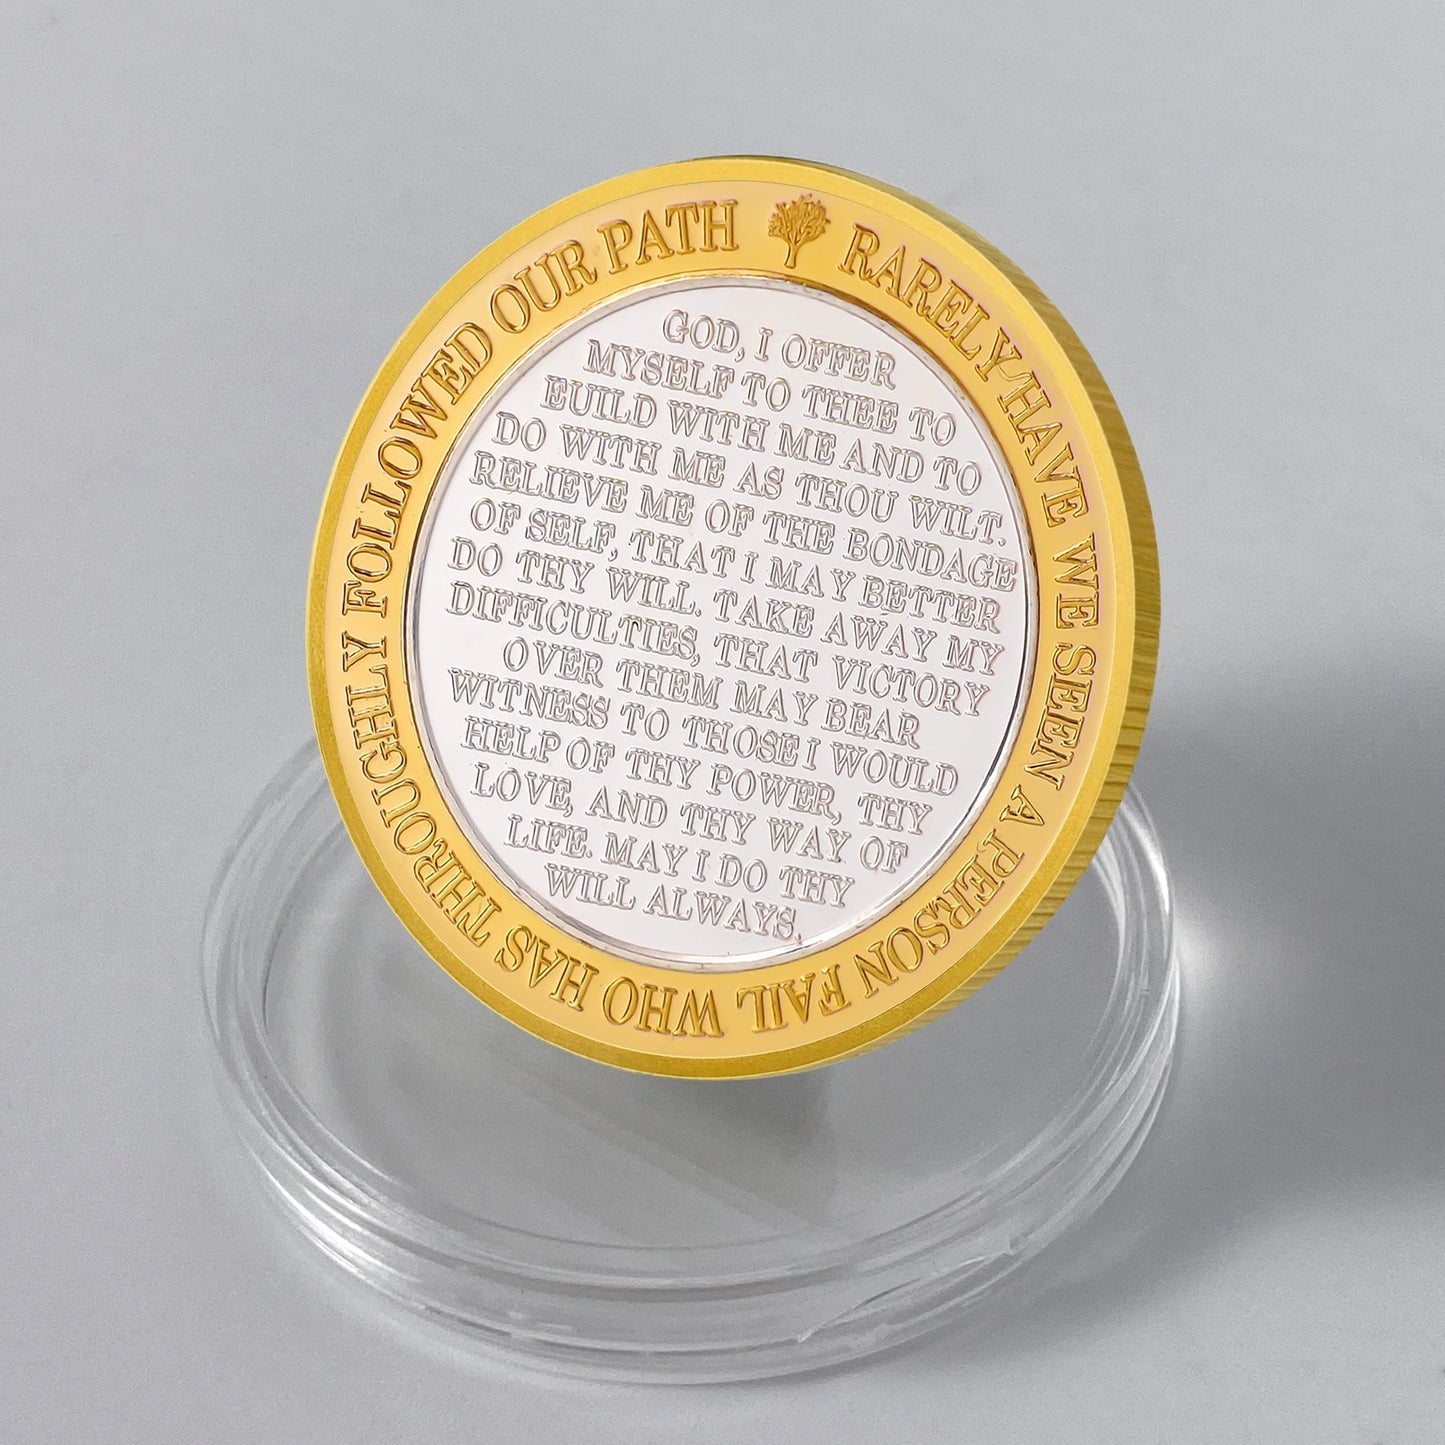 RARELY HAVE WE SEEN A PERSON FAIL WHO HAS THROUGHLY FOLLOWED OUR PATH
GOD, I OFFER
MYSELF TO THEE TO
EUILD WITH ME AND TO
DO WITH ME AS THOU WILT.
RELIEVE ME OF THE BONDAGE
OF SELF, THAT I MAY BETTER
DO THY WILL. TAKE AWAY MY
DIFFICULTIES, THAT VICTORY
OVER THEM MAY BEAR
WITNESS TO THOSE I WOULD
HELP OF THY POWER, THY
LOVE, AND THY WAY OF
LIFE. MAY I DO THY
WILL ALWAYS.